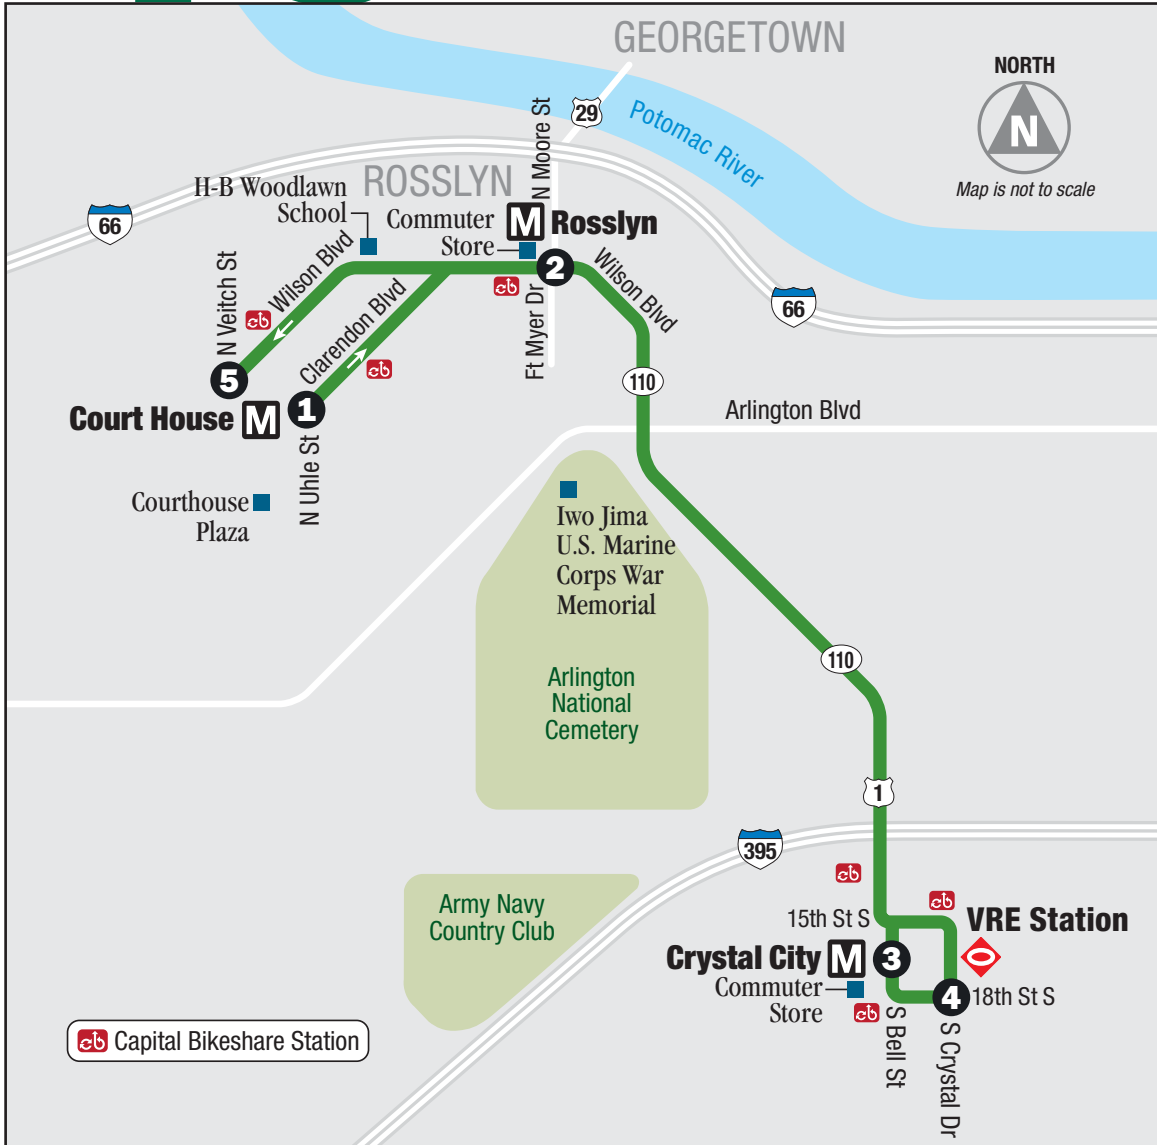 GEORGETOWN
NORTH
N
Map is not to scale
29
Potomac River
N Moore St
ROSSLYN
H-B Woodlawn
School
Commuter
Store
M Rosslyn
66
2
Wilson Blvd
Wilson Blvd
N Veitch St
Clarendon Blvd
Ft Myer Dr
66
5
1
Court House M
110
Arlington Blvd
N Uhle St
Courthouse
Plaza
Iwo Jima
U.S. Marine
Corps War
Memorial
110
Arlington
National
Cemetery
1
395
Army Navy
Country Club
15th St S
VRE Station
Crystal City M
3
Commuter
Store
4
18th St S
S Bell St
S Crystal Dr
cb Capital Bikeshare Station